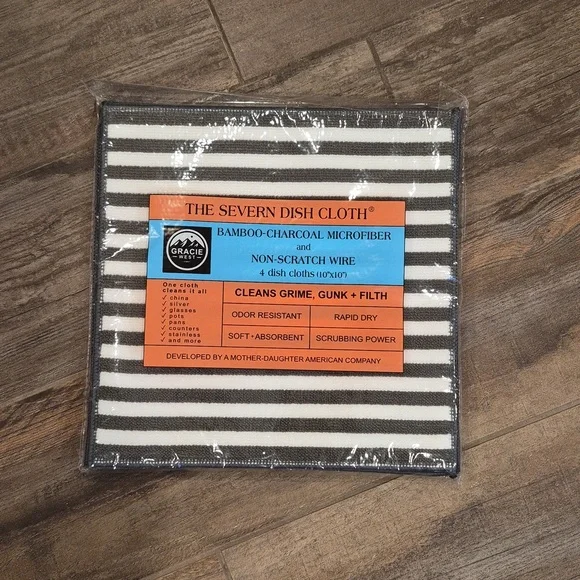 THE SEVERN DISH CLOTH®
GRACIE
WEST
BAMBOO-CHARCOAL MICROFIBER
and
NON-SCRATCH WIRE
4 dish cloths (10"x10")
One cloth
cleans it all
✓ china
✓ silver
✓ glasses
✓ pots
✓ pans
✓ counters
✓ stainless
✓ and more
CLEANS GRIME, GUNK + FILTH
ODOR RESISTANT
RAPID DRY
SOFT + ABSORBENT
SCRUBBING POWER
DEVELOPED BY A MOTHER-DAUGHTER AMERICAN COMPANY